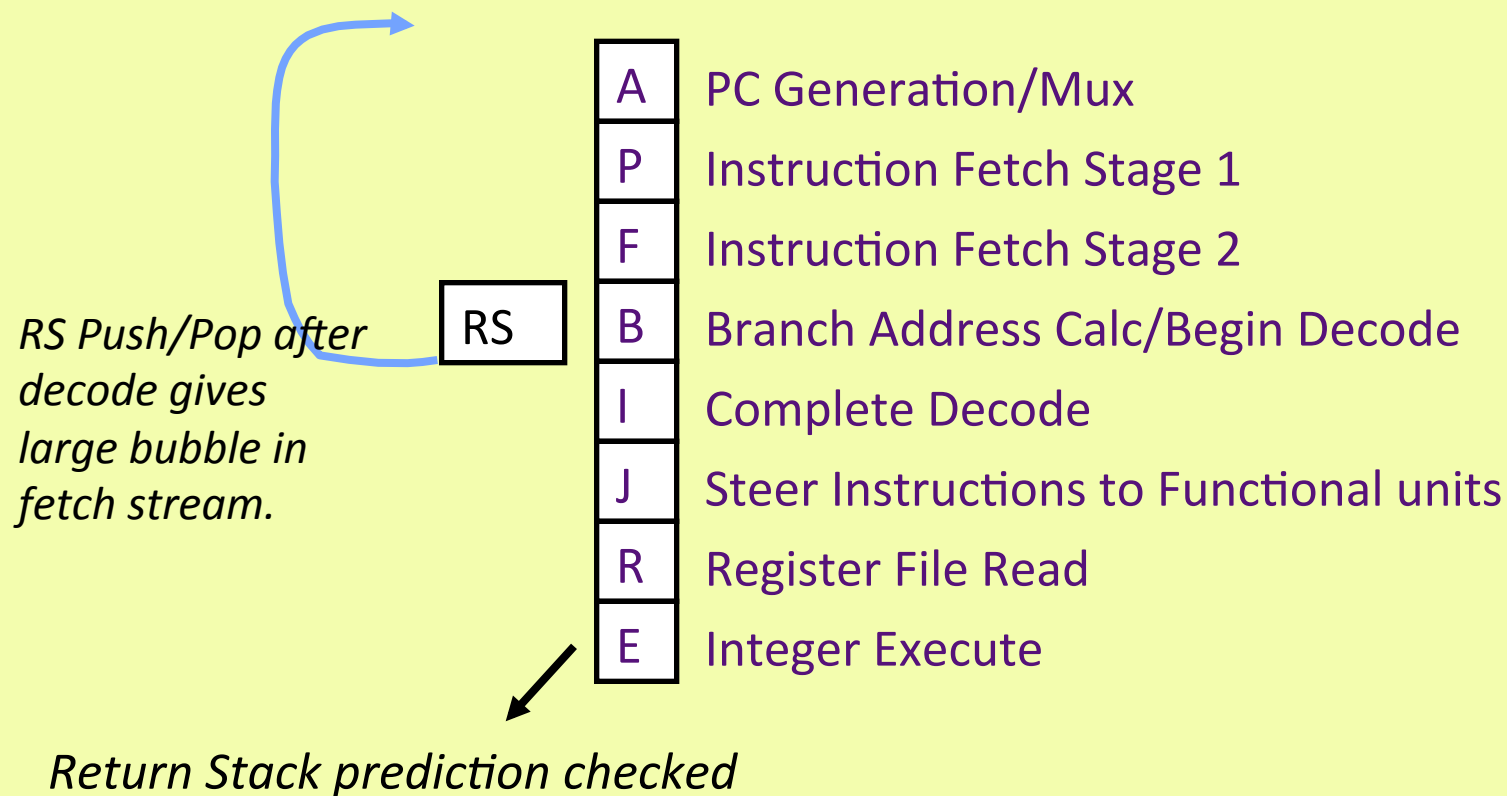 A PC Generation/Mux
P Instruction Fetch Stage 1
F Instruction Fetch Stage 2
RS B Branch Address Calc/Begin Decode
I Complete Decode
J Steer Instructions to Functional units
R Register File Read
E Integer Execute
RS Push/Pop after
decode gives
large bubble in
fetch stream.
Return Stack prediction checked